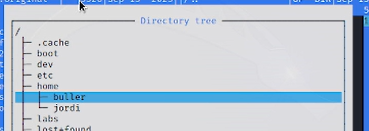 Directory tree
/
.cache
boot
dev
etc
home
buller
jordi
labs
lost+found